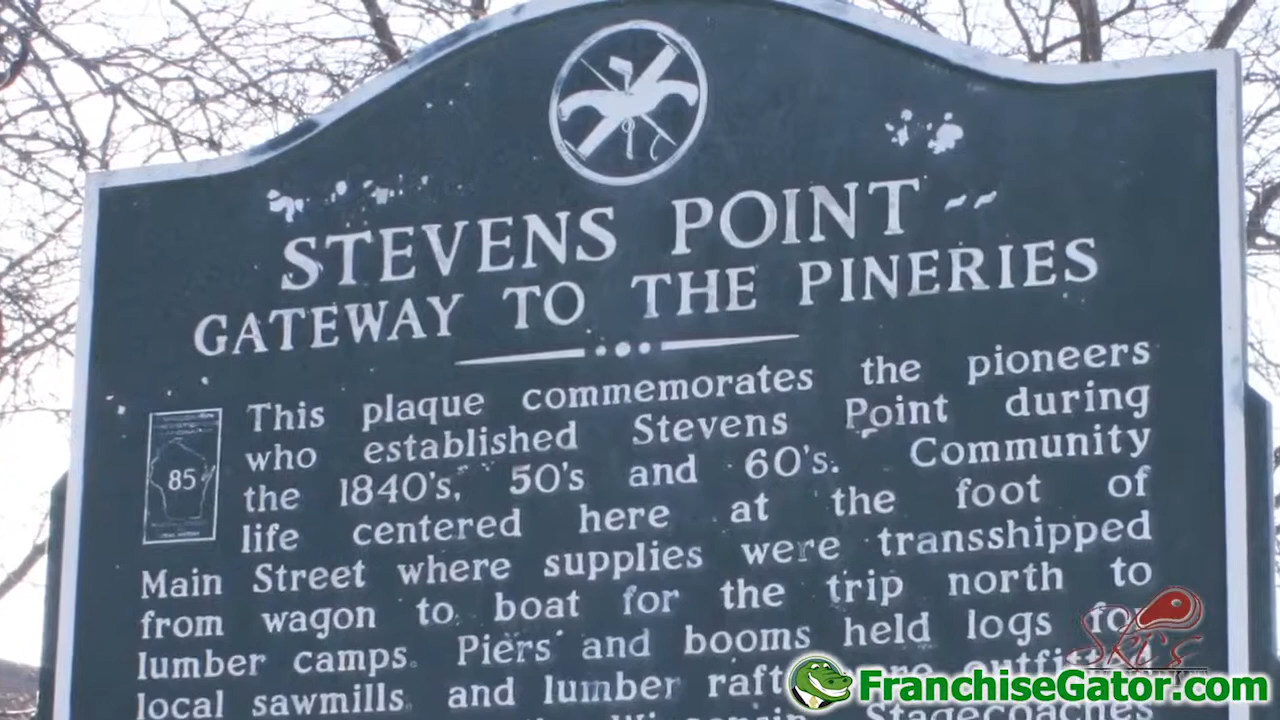 STEVENS POINT --
GATEWAY TO THE PINERIES
This plaque commemorates the pioneers
who established Stevens Point during
the 1840's, 50's and 60's. Community
life centered here at the foot of
Main Street where supplies were transshipped
from wagon to boat for the trip north to
lumber camps. Piers and booms held logs for
local sawmills, and lumber
Stagecoaches
85
Ski's
FranchiseGator.com